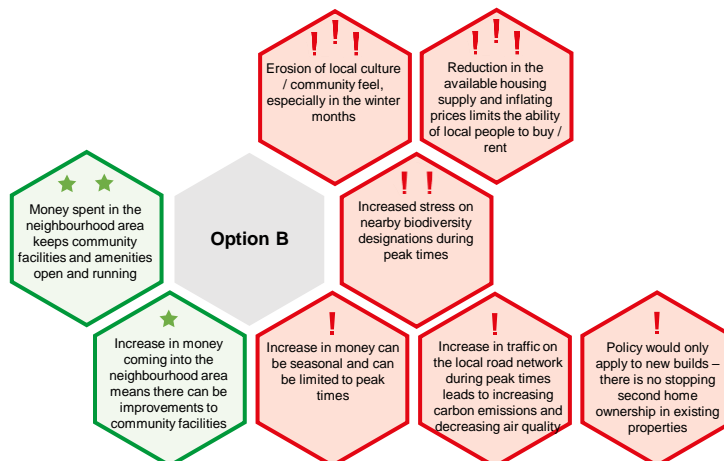 Erosion of local culture
/ community feel,
especially in the winter
months
Reduction in the
available housing
supply and inflating
prices limits the ability
of local people to buy /
rent
Money spent in the
neighbourhood area
keeps community
facilities and amenities
open and running
Option B
Increased stress on
nearby biodiversity
designations during
peak times
Increase in money
coming into the
neighbourhood area
means there can be
improvements to
community facilities
Increase in money can
be seasonal and can
be limited to peak
times
Increase in traffic on
the local road network
during peak times
leads to increasing
carbon emissions and
decreasing air quality
Policy would only
apply to new builds –
there is no stopping
second home
ownership in existing
properties